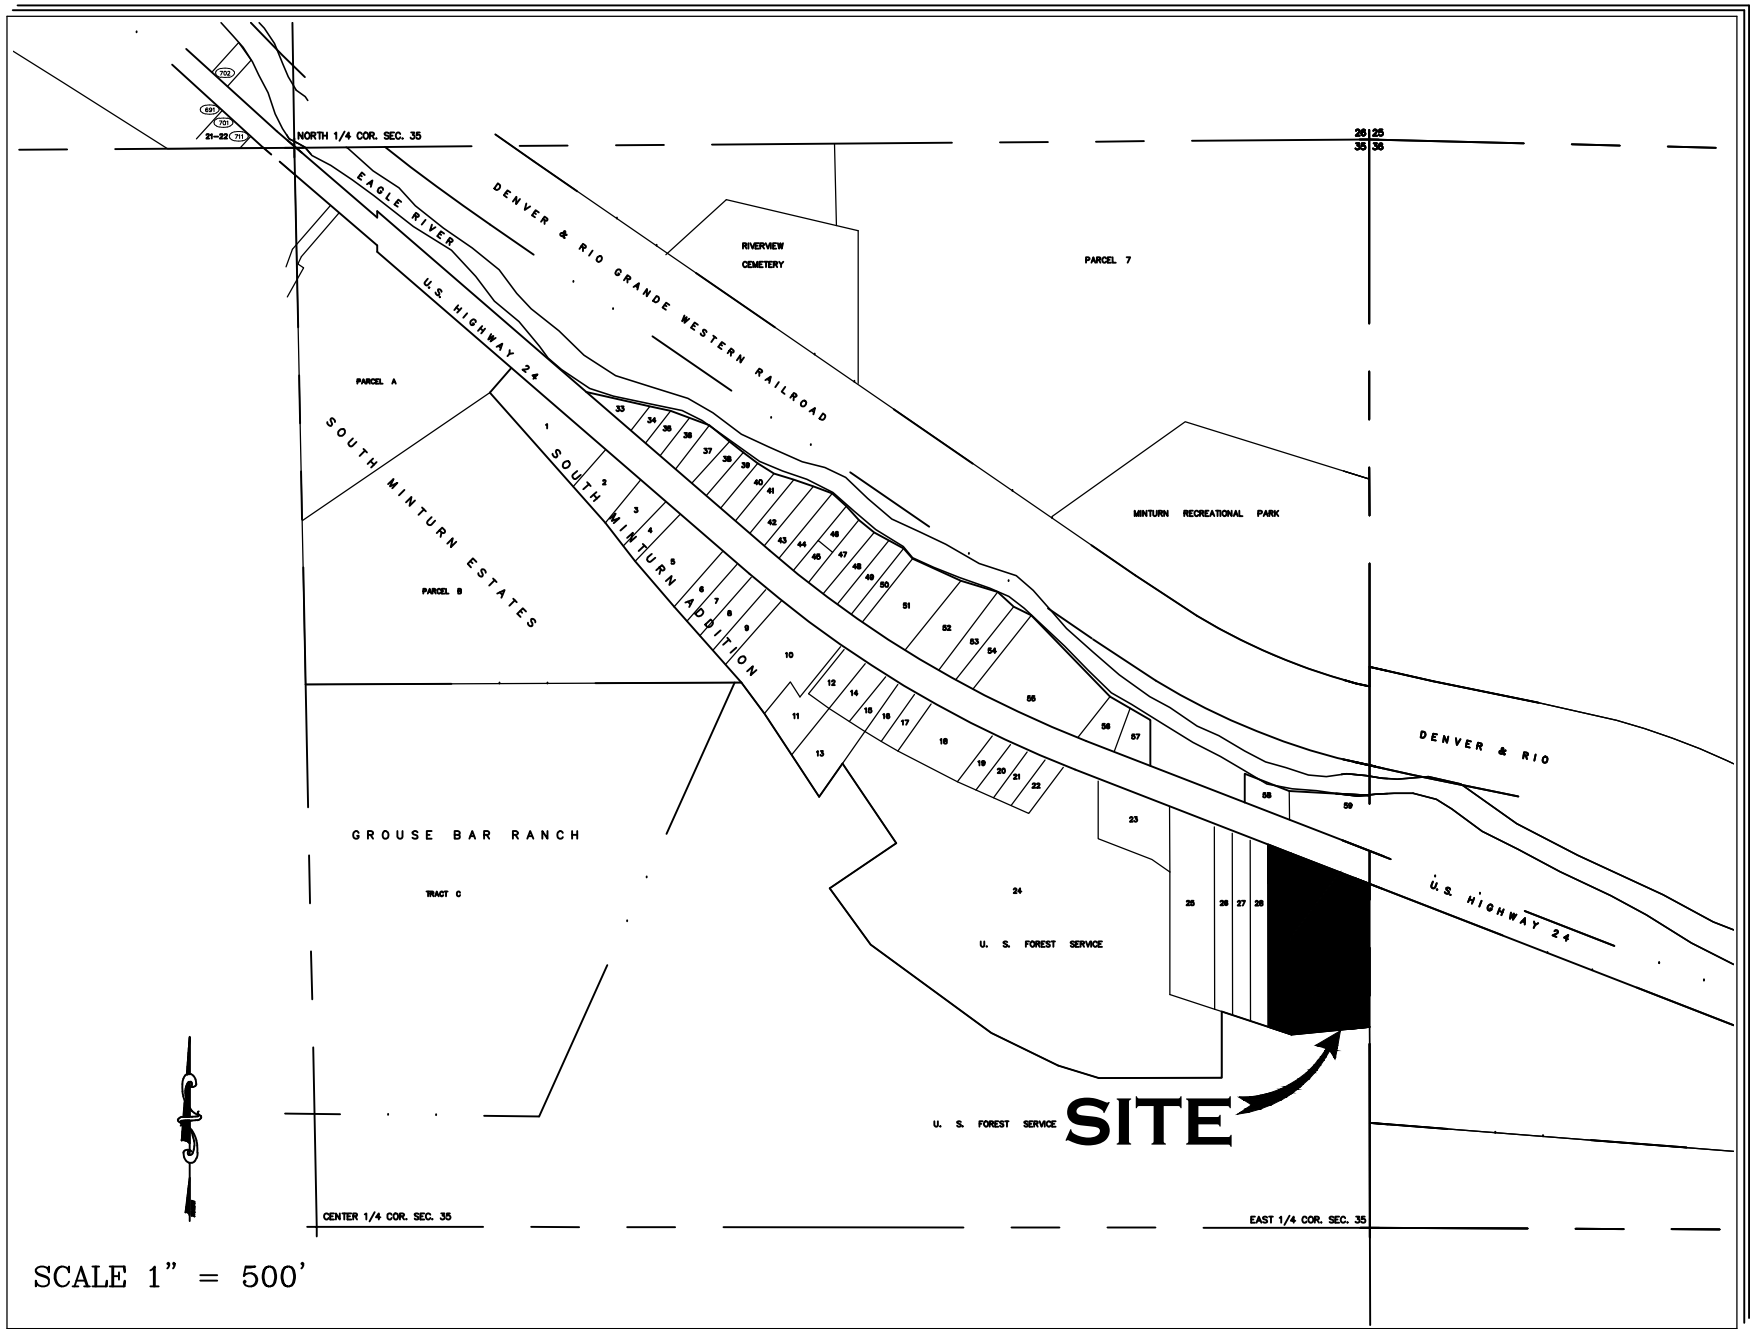 702
691
701
21-22 711
NORTH 1/4 COR. SEC. 35
26 25
35 36
EAGLE RIVER
DENVER & RIO GRANDE WESTERN RAILROAD
RIVERVIEW
CEMETERY
PARCEL 7
U.S. HIGHWAY 24
PARCEL A
SOUTH MINTURN ESTATES
PARCEL B
SOUTH MINTURN ADDITION
MINTURN RECREATIONAL PARK
1
2
3
4
5
6
7
8
9
10
11
12
13
14
15
16
17
18
19
20
21
22
23
24
25
26
27
28
33
34
35
36
37
38
39
40
41
42
43
44
45
46
47
48
49
50
51
52
53
54
55
56
57
58
59
DENVER & RIO
U.S. HIGHWAY 24
GROUSE BAR RANCH
TRACT C
U. S. FOREST SERVICE
U. S. FOREST SERVICE
SITE
CENTER 1/4 COR. SEC. 35
EAST 1/4 COR. SEC. 35
SCALE 1" = 500'